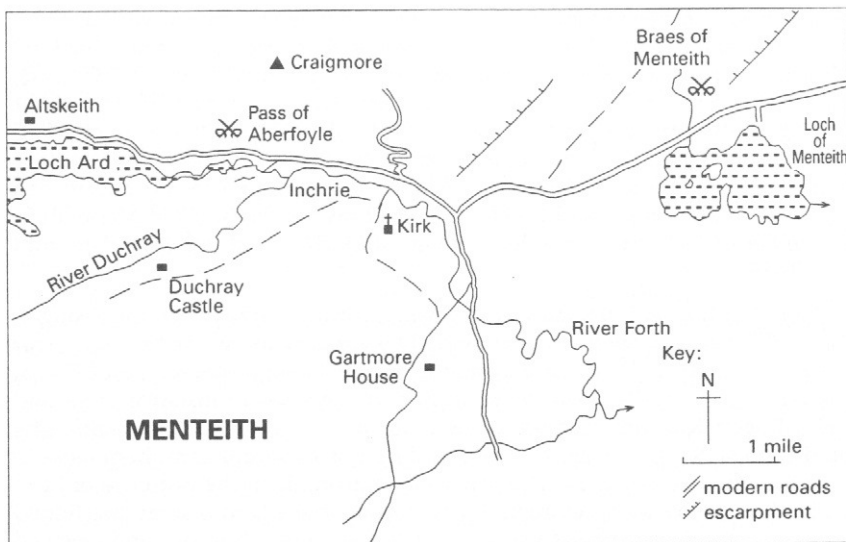 Braes of
Menteith
Craigmore
Altskeith
Pass of
Aberfoyle
Loch
of
Menteith
Loch Ard
Inchrie
Kirk
River Duchray
Duchray
Castle
River Forth
Gartmore
House
Key:
N
MENTEITH
1 mile
modern roads
escarpment